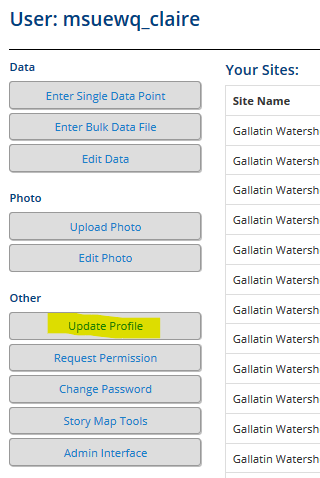 User: msuewq_claire
Data
Enter Single Data Point
Enter Bulk Data File
Edit Data
Photo
Upload Photo
Edit Photo
Other
Update Profile
Request Permission
Change Password
Story Map Tools
Admin Interface
Your Sites:
Site Name
Gallatin Watersh
Gallatin Watersh
Gallatin Watersh
Gallatin Watersh
Gallatin Watersh
Gallatin Watersh
Gallatin Watersh
Gallatin Watersh
Gallatin Watersh
Gallatin Watersh
Gallatin Watersh
Gallatin Watersh